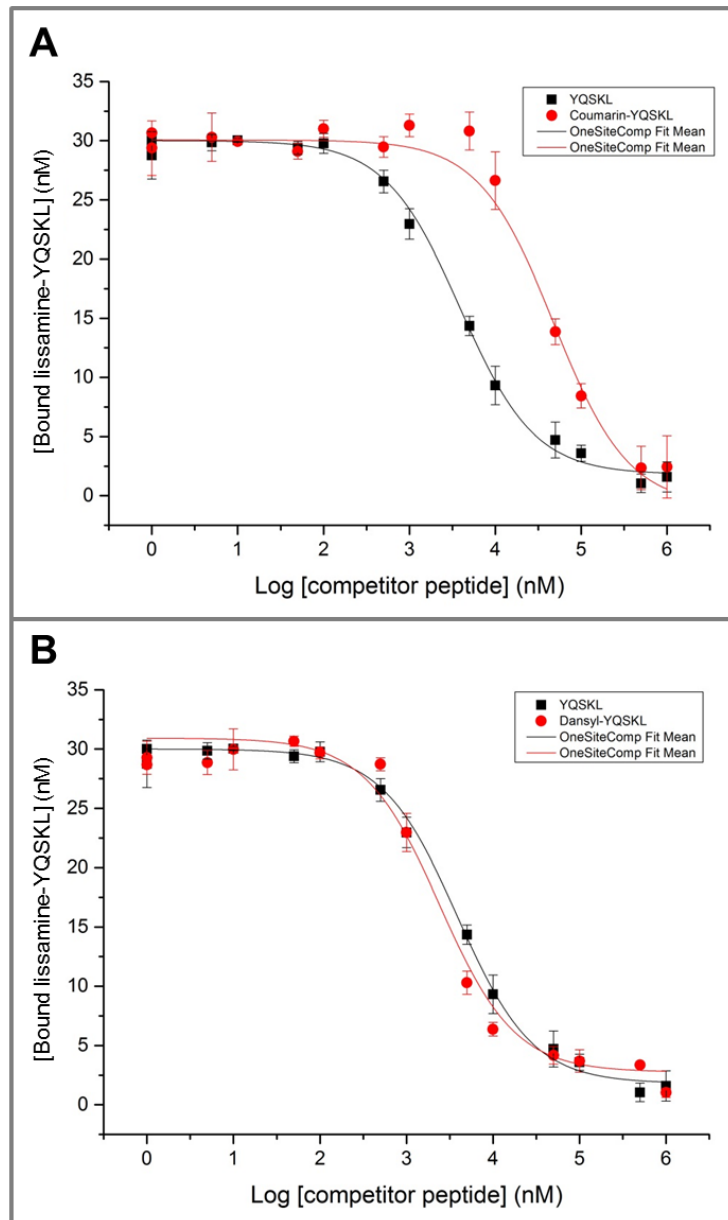 A
35
30
25
20
15
10
5
0
[Bound lissamine-YQSKL] (nM)
YQSKL
Coumarin-YQSKL
OneSiteComp Fit Mean
OneSiteComp Fit Mean
0 1 2 3 4 5 6
Log [competitor peptide] (nM)
B
35
30
25
20
15
10
5
0
[Bound lissamine-YQSKL] (nM)
YQSKL
Dansyl-YQSKL
OneSiteComp Fit Mean
OneSiteComp Fit Mean
0 1 2 3 4 5 6
Log [competitor peptide] (nM)